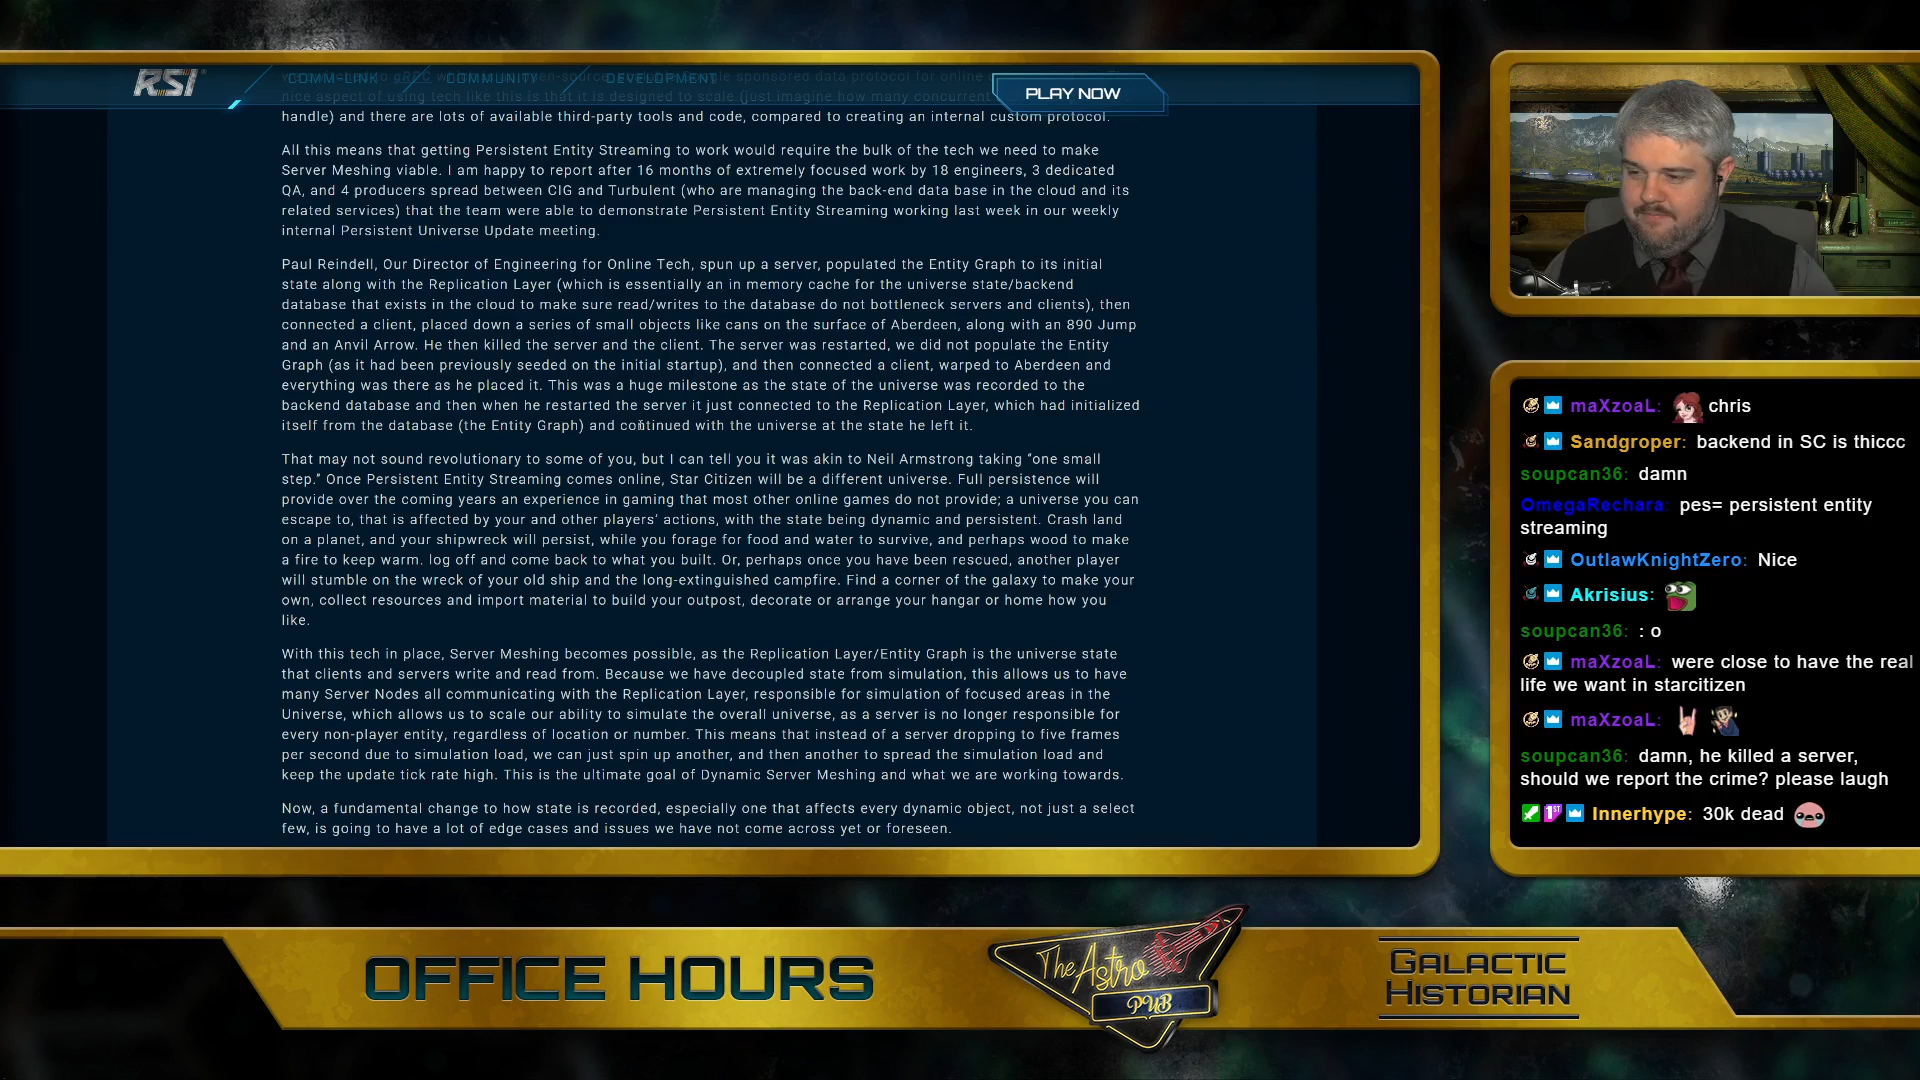 RSI
COMM-LINK
COMMUNITY
DEVELOPMENT
PLAY NOW
nice aspect of using tech like this is that it is designed to scale (just imagine how many concurrent
handle) and there are lots of available third-party tools and code, compared to creating an internal custom protocol.
All this means that getting Persistent Entity Streaming to work would require the bulk of the tech we need to make
Server Meshing viable. I am happy to report after 16 months of extremely focused work by 18 engineers, 3 dedicated
QA, and 4 producers spread between CIG and Turbulent (who are managing the back-end data base in the cloud and its
related services) that the team were able to demonstrate Persistent Entity Streaming working last week in our weekly
internal Persistent Universe Update meeting.
Paul Reindell, Our Director of Engineering for Online Tech, spun up a server, populated the Entity Graph to its initial
state along with the Replication Layer (which is essentially an in memory cache for the universe state/backend
database that exists in the cloud to make sure read/writes to the database do not bottleneck servers and clients), then
connected a client, placed down a series of small objects like cans on the surface of Aberdeen, along with an 890 Jump
and an Anvil Arrow. He then killed the server and the client. The server was restarted, we did not populate the Entity
Graph (as it had been previously seeded on the initial startup), and then connected a client, warped to Aberdeen and
everything was there as he placed it. This was a huge milestone as the state of the universe was recorded to the
backend database and then when he restarted the server it just connected to the Replication Layer, which had initialized
itself from the database (the Entity Graph) and continued with the universe at the state he left it.
That may not sound revolutionary to some of you, but I can tell you it was akin to Neil Armstrong taking “one small
step.” Once Persistent Entity Streaming comes online, Star Citizen will be a different universe. Full persistence will
provide over the coming years an experience in gaming that most other online games do not provide; a universe you can
escape to, that is affected by your and other players’ actions, with the state being dynamic and persistent. Crash land
on a planet, and your shipwreck will persist, while you forage for food and water to survive, and perhaps wood to make
a fire to keep warm. log off and come back to what you built. Or, perhaps once you have been rescued, another player
will stumble on the wreck of your old ship and the long-extinguished campfire. Find a corner of the galaxy to make your
own, collect resources and import material to build your outpost, decorate or arrange your hangar or home how you
like.
With this tech in place, Server Meshing becomes possible, as the Replication Layer/Entity Graph is the universe state
that clients and servers write and read from. Because we have decoupled state from simulation, this allows us to have
many Server Nodes all communicating with the Replication Layer, responsible for simulation of focused areas in the
Universe, which allows us to scale our ability to simulate the overall universe, as a server is no longer responsible for
every non-player entity, regardless of location or number. This means that instead of a server dropping to five frames
per second due to simulation load, we can just spin up another, and then another to spread the simulation load and
keep the update tick rate high. This is the ultimate goal of Dynamic Server Meshing and what we are working towards.
Now, a fundamental change to how state is recorded, especially one that affects every dynamic object, not just a select
few, is going to have a lot of edge cases and issues we have not come across yet or foreseen.
maXzoaL: chris
Sandgroper: backend in SC is thiccc
soupcan36: damn
OmegaRechara: pes= persistent entity
streaming
OutlawKnightZero: Nice
Akrisius:
soupcan36: : o
maXzoaL: were close to have the real
life we want in starcitizen
maXzoaL:
soupcan36: damn, he killed a server,
should we report the crime? please laugh
1ST Innerhype: 30k dead
OFFICE HOURS
The Astro
PUB
GALACTIC
HISTORIAN